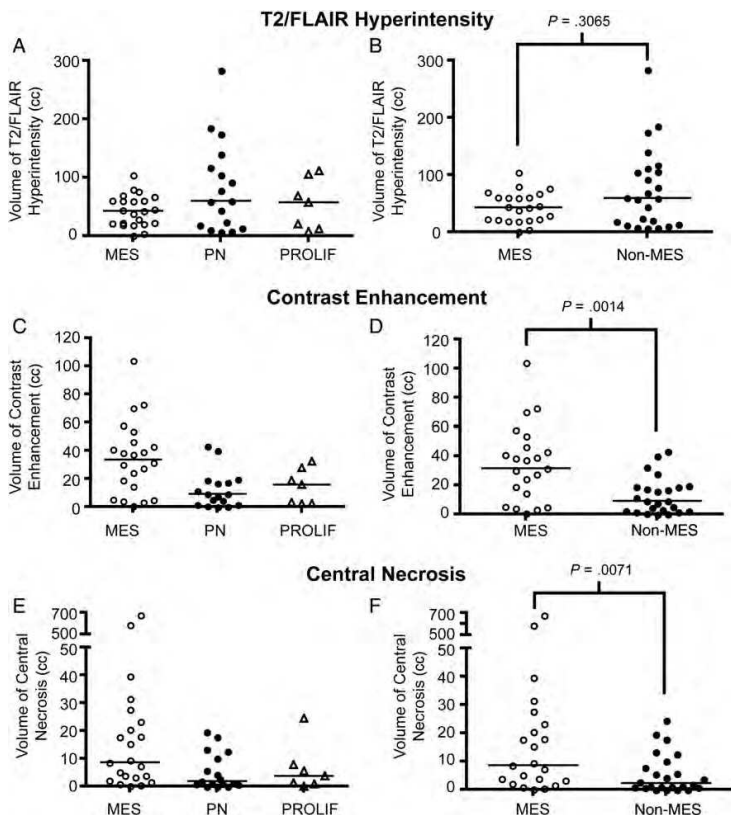 T2/FLAIR Hyperintensity
A
Volume of T2/FLAIR
Hyperintensity (cc)
300
200
100
0
MES PN PROLIF
B
P = .3065
Volume of T2/FLAIR
Hyperintensity (cc)
300
200
100
0
MES Non-MES
Contrast Enhancement
C
Volume of Contrast
Enhancement (cc)
120
100
80
60
40
20
0
MES PN PROLIF
D
P = .0014
Volume of Contrast
Enhancement (cc)
120
100
80
60
40
20
0
MES Non-MES
Central Necrosis
E
Volume of Central
Necrosis (cc)
700
500
50
40
30
20
10
0
MES PN PROLIF
F
P = .0071
Volume of Central
Necrosis (cc)
700
500
50
40
30
20
10
0
MES Non-MES